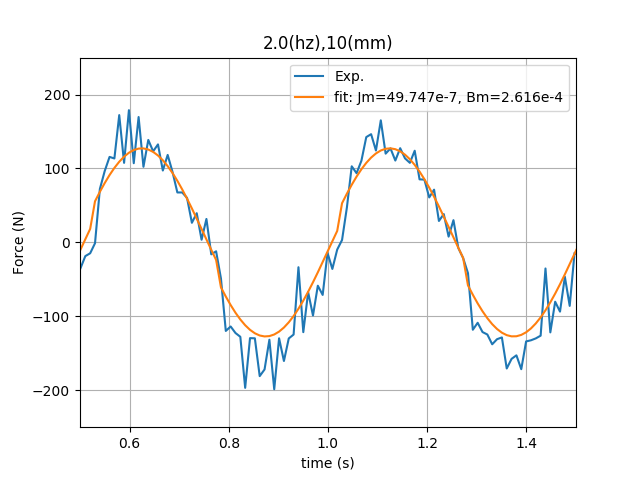 2.0(hz),10(mm)
Exp.
fit: Jm=49.747e-7, Bm=2.616e-4
Force (N)
200
100
0
−100
−200
0.6 0.8 1.0 1.2 1.4
time (s)